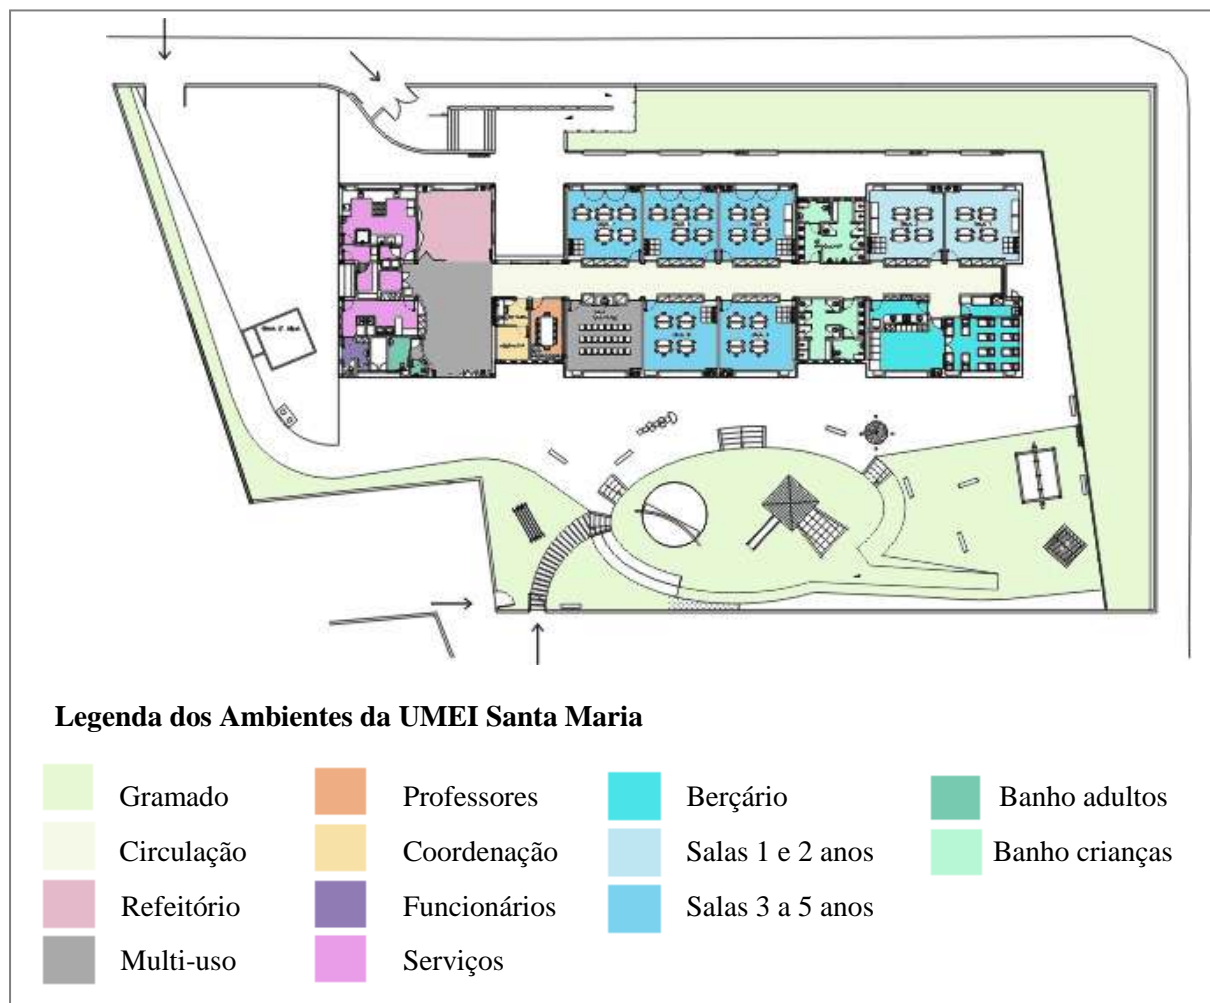 Legenda dos Ambientes da UMEI Santa Maria
Gramado
Professores
Berçário
Banho adultos
Circulação
Coordenação
Salas 1 e 2 anos
Banho crianças
Refeitório
Funcionários
Salas 3 a 5 anos
Multi-uso
Serviços